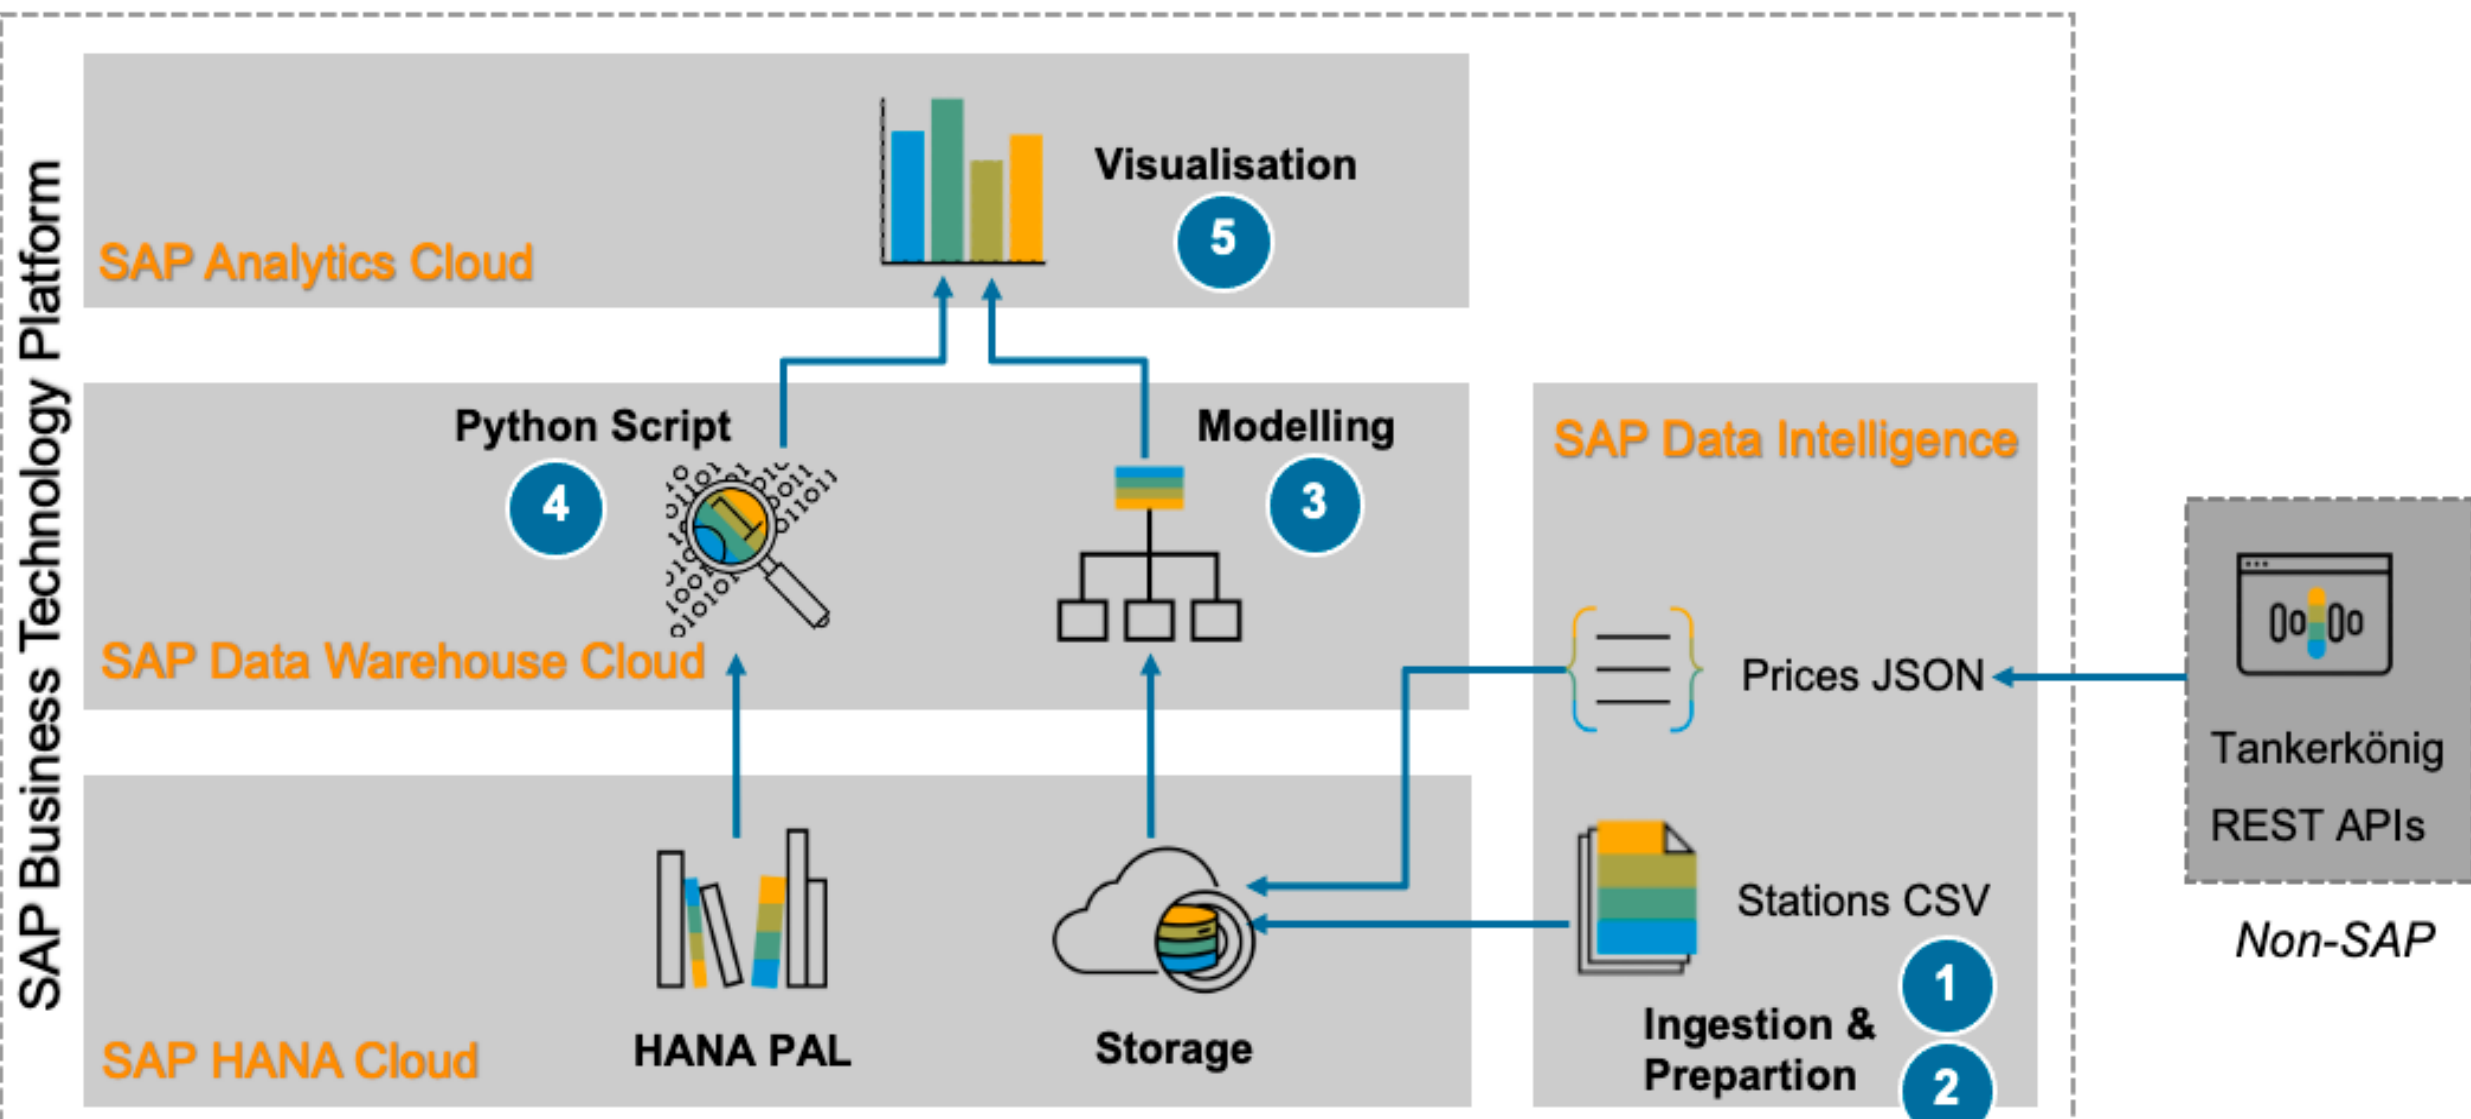 SAP Business Technology Platform
Visualisation
5
SAP Analytics Cloud
Python Script
4
Modelling
3
SAP Data Warehouse Cloud
SAP Data Intelligence
Prices JSON
Stations CSV
1
Ingestion &
Prepartion
2
Tankerkönig
REST APIs
Non-SAP
HANA PAL
Storage
SAP HANA Cloud